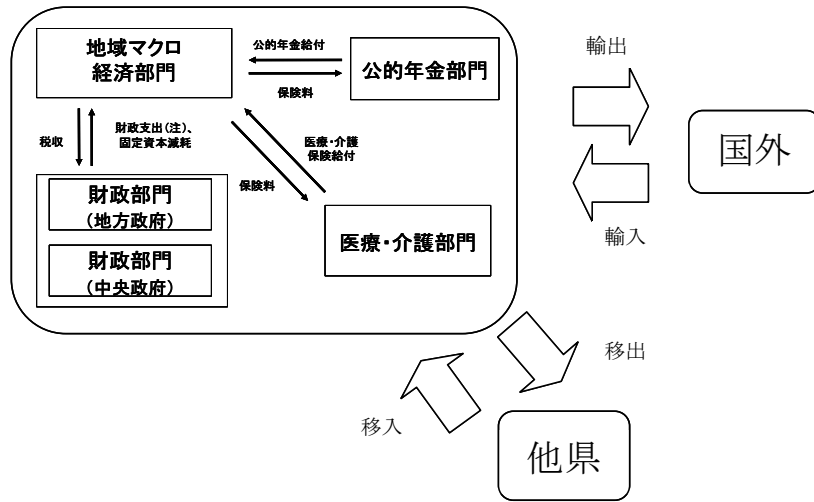 地域マクロ
経済部門
公的年金給付
保険料
公的年金部門
税収
財政支出(注)、
固定資本減耗
医療・介護
保険給付
保険料
財政部門
(地方政府)
財政部門
(中央政府)
医療・介護部門
輸出
国外
輸入
移出
移入
他県